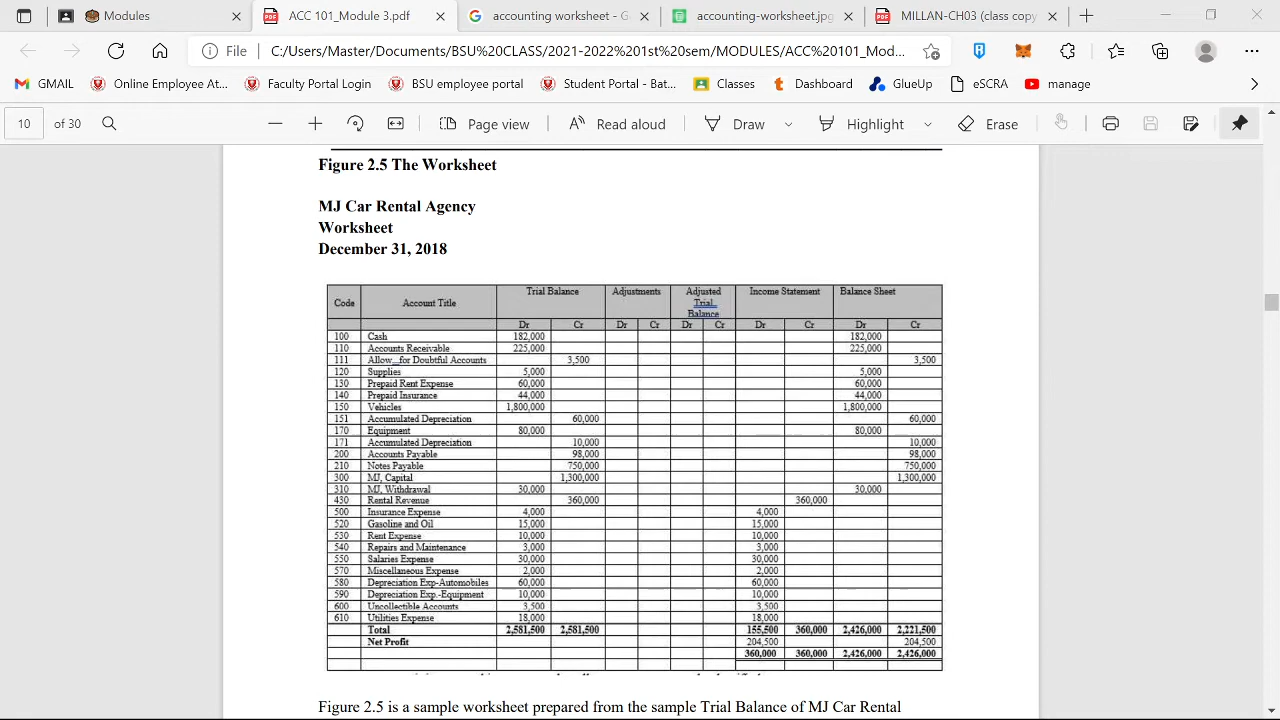 Modules
ACC 101_Module 3.pdf
accounting worksheet - G
accounting-worksheet.jpg
MILLAN-CH01 (class copy
File C:/Users/Master/Documents/BSU%20CLASS/2021-2022%201st%20sem/MODULES/ACC%20101_Mod...
GMAIL Online Employee At... Faculty Portal Login BSU employee portal Student Portal - Bat... Classes Dashboard GlueUp eSCRA manage
10 of 30 Page view Read aloud Draw Highlight Erase
Figure 2.5 The Worksheet
MJ Car Rental Agency
Worksheet
December 31, 2018
Code Account Title Trial Balance Adjustments Adjusted Trial Balance Income Statement Balance Sheet
Dr Cr Dr Cr Dr Cr Dr Cr Dr Cr
100 Cash 182,000 182,000
110 Accounts Receivable 225,000 225,000
111 Allow__for Doubtful Accounts 3,500 3,500
120 Supplies 5,000 5,000
130 Prepaid Rent Expense 60,000 60,000
140 Prepaid Insurance 44,000 44,000
150 Vehicles 1,800,000 1,800,000
151 Accumulated Depreciation 60,000 60,000
170 Equipment 80,000 80,000
171 Accumulated Depreciation 10,000 10,000
200 Accounts Payable 98,000 98,000
210 Notes Payable 750,000 750,000
300 MJ, Capital 1,300,000 1,300,000
310 MJ, Withdrawal 30,000 30,000
430 Rental Revenue 360,000 360,000
500 Insurance Expense 4,000 4,000
520 Gasoline and Oil 15,000 15,000
530 Rent Expense 10,000 10,000
540 Repairs and Maintenance 3,000 3,000
550 Salaries Expense 30,000 30,000
570 Miscellaneous Expense 2,000 2,000
580 Depreciation Exp-Automobiles 60,000 60,000
590 Depreciation Exp.-Equipment 10,000 10,000
600 Uncollectible Accounts 3,500 3,500
610 Utilities Expense 18,000 18,000
Total 2,581,500 2,581,500 155,500 360,000 2,426,000 2,221,500
Net Profit 204,500 204,500
360,000 360,000 2,426,000 2,426,000
Figure 2.5 is a sample worksheet prepared from the sample Trial Balance of MJ Car Rental